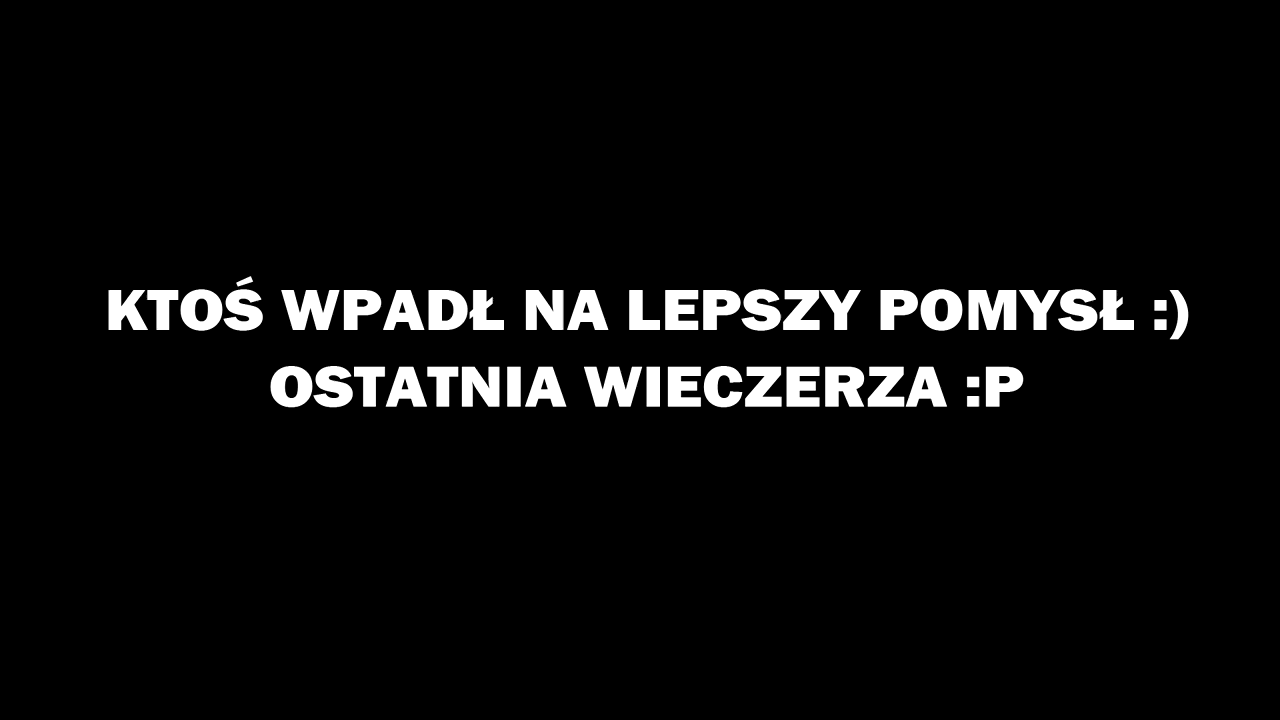 KTOŚ WPADŁ NA LEPSZY POMYSŁ :)
OSTATNIA WIECZERZA :P